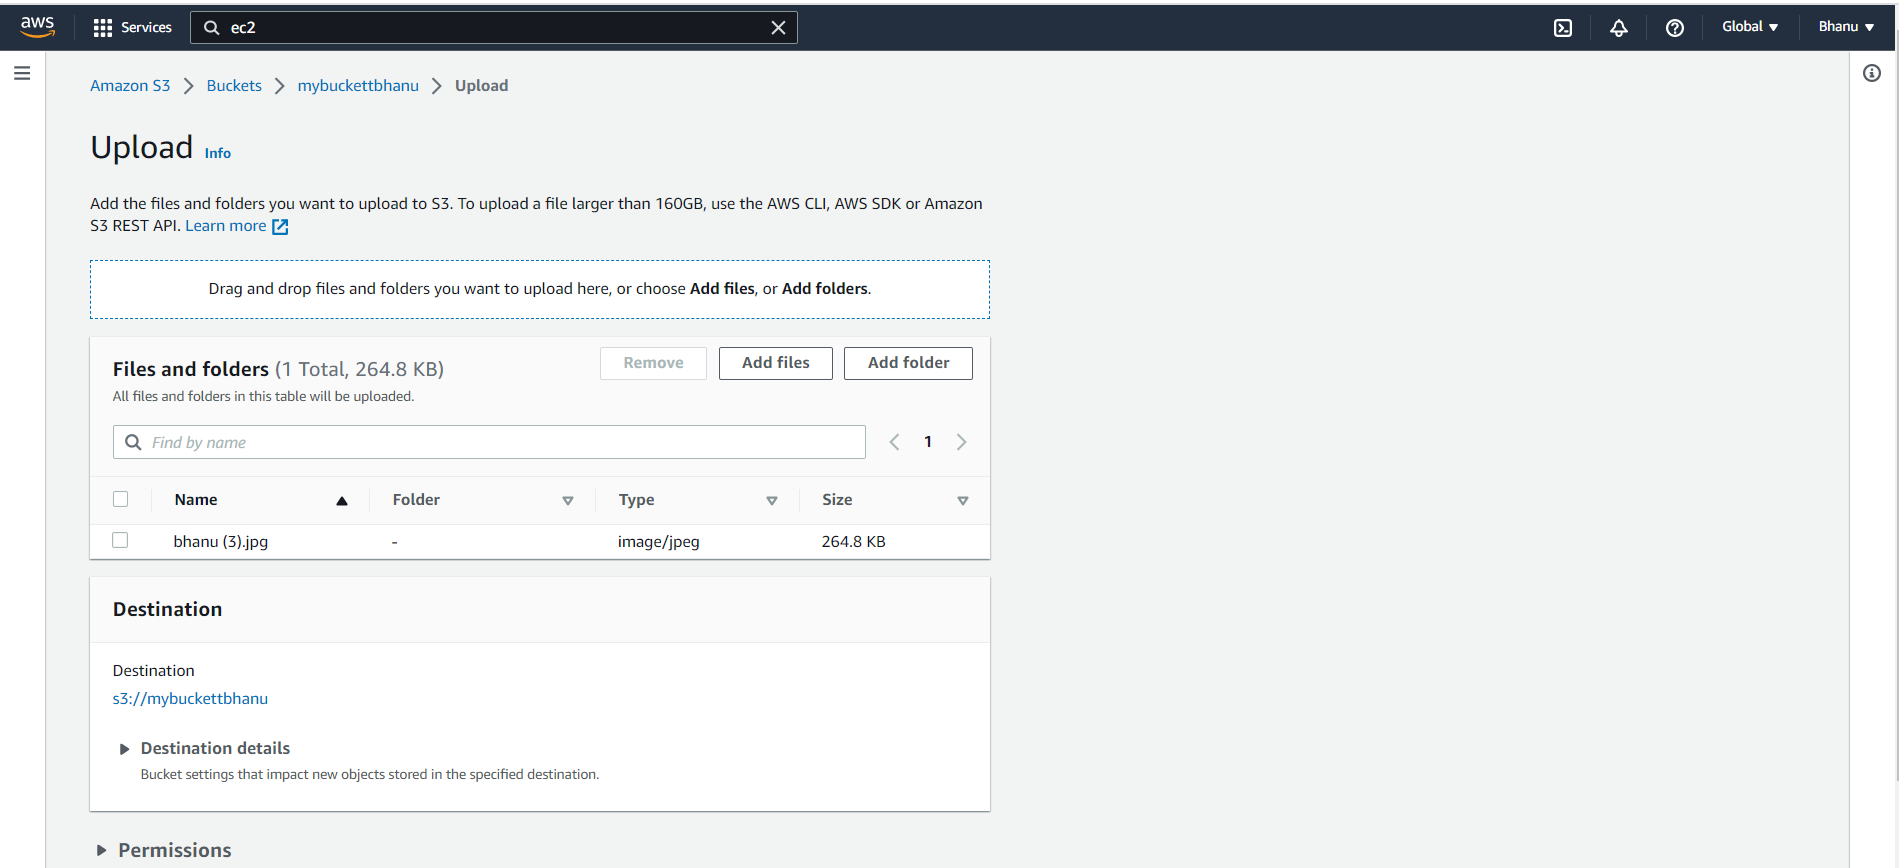 aws Services ec2 Global Bhanu
Amazon S3 Buckets mybuckettbhanu Upload
Upload Info
Add the files and folders you want to upload to S3. To upload a file larger than 160GB, use the AWS CLI, AWS SDK or Amazon
S3 REST API. Learn more
Drag and drop files and folders you want to upload here, or choose Add files, or Add folders.
Files and folders (1 Total, 264.8 KB) Remove Add files Add folder
All files and folders in this table will be uploaded.
Find by name 1
Name Folder Type Size
bhanu (3).jpg - image/jpeg 264.8 KB
Destination
Destination
s3://mybuckettbhanu
Destination details
Bucket settings that impact new objects stored in the specified destination.
Permissions